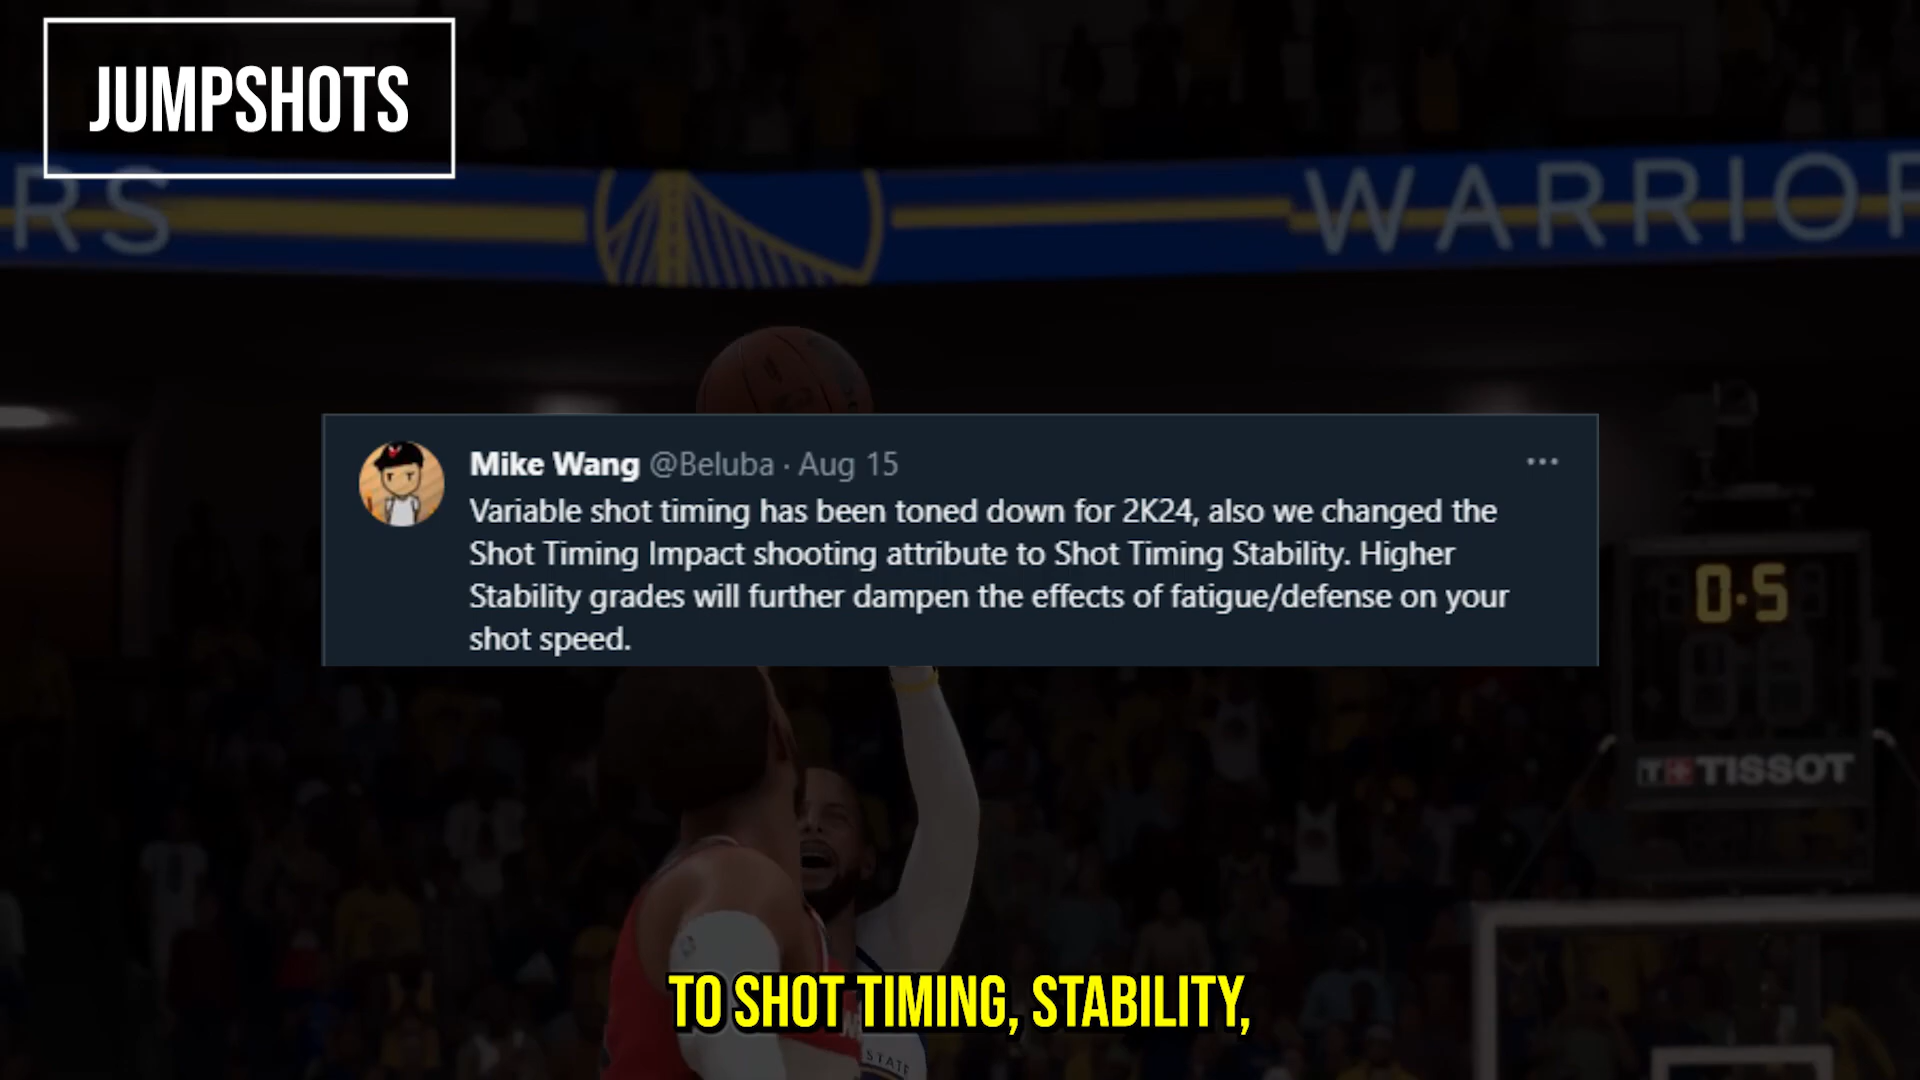 JUMPSHOTS
RS
WARRIOR
Mike Wang @Beluba · Aug 15
Variable shot timing has been toned down for 2K24, also we changed the
Shot Timing Impact shooting attribute to Shot Timing Stability. Higher
Stability grades will further dampen the effects of fatigue/defense on your
shot speed.
0.5
T+TISSOT
TO SHOT TIMING, STABILITY,
STATE